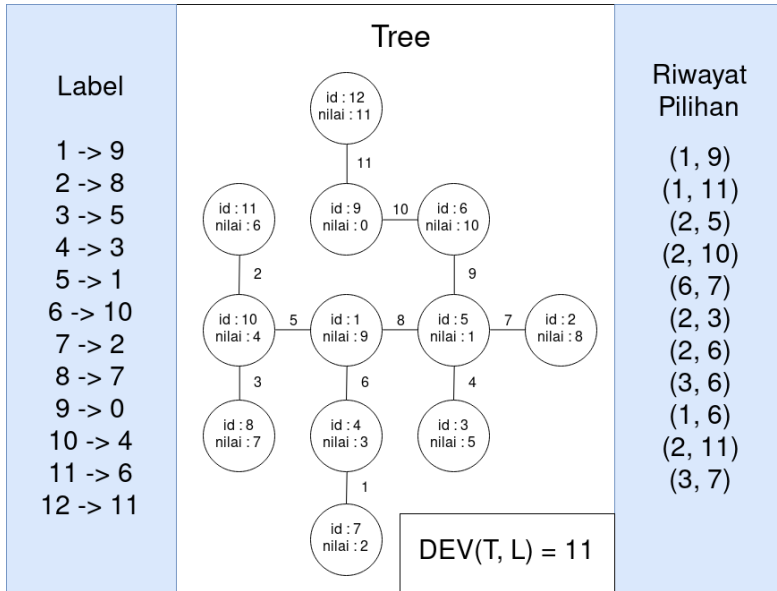 Label
1 -> 9
2 -> 8
3 -> 5
4 -> 3
5 -> 1
6 -> 10
7 -> 2
8 -> 7
9 -> 0
10 -> 4
11 -> 6
12 -> 11
Tree
id : 12
nilai : 11
11
id : 11
nilai : 6
id : 9
nilai : 0
10
id : 6
nilai : 10
2
9
id : 10
nilai : 4
5
id : 1
nilai : 9
8
id : 5
nilai : 1
7
id : 2
nilai : 8
3
6
4
id : 8
nilai : 7
id : 4
nilai : 3
id : 3
nilai : 5
1
id : 7
nilai : 2
DEV(T, L) = 11
Riwayat
Pilihan
(1, 9)
(1, 11)
(2, 5)
(2, 10)
(6, 7)
(2, 3)
(2, 6)
(3, 6)
(1, 6)
(2, 11)
(3, 7)